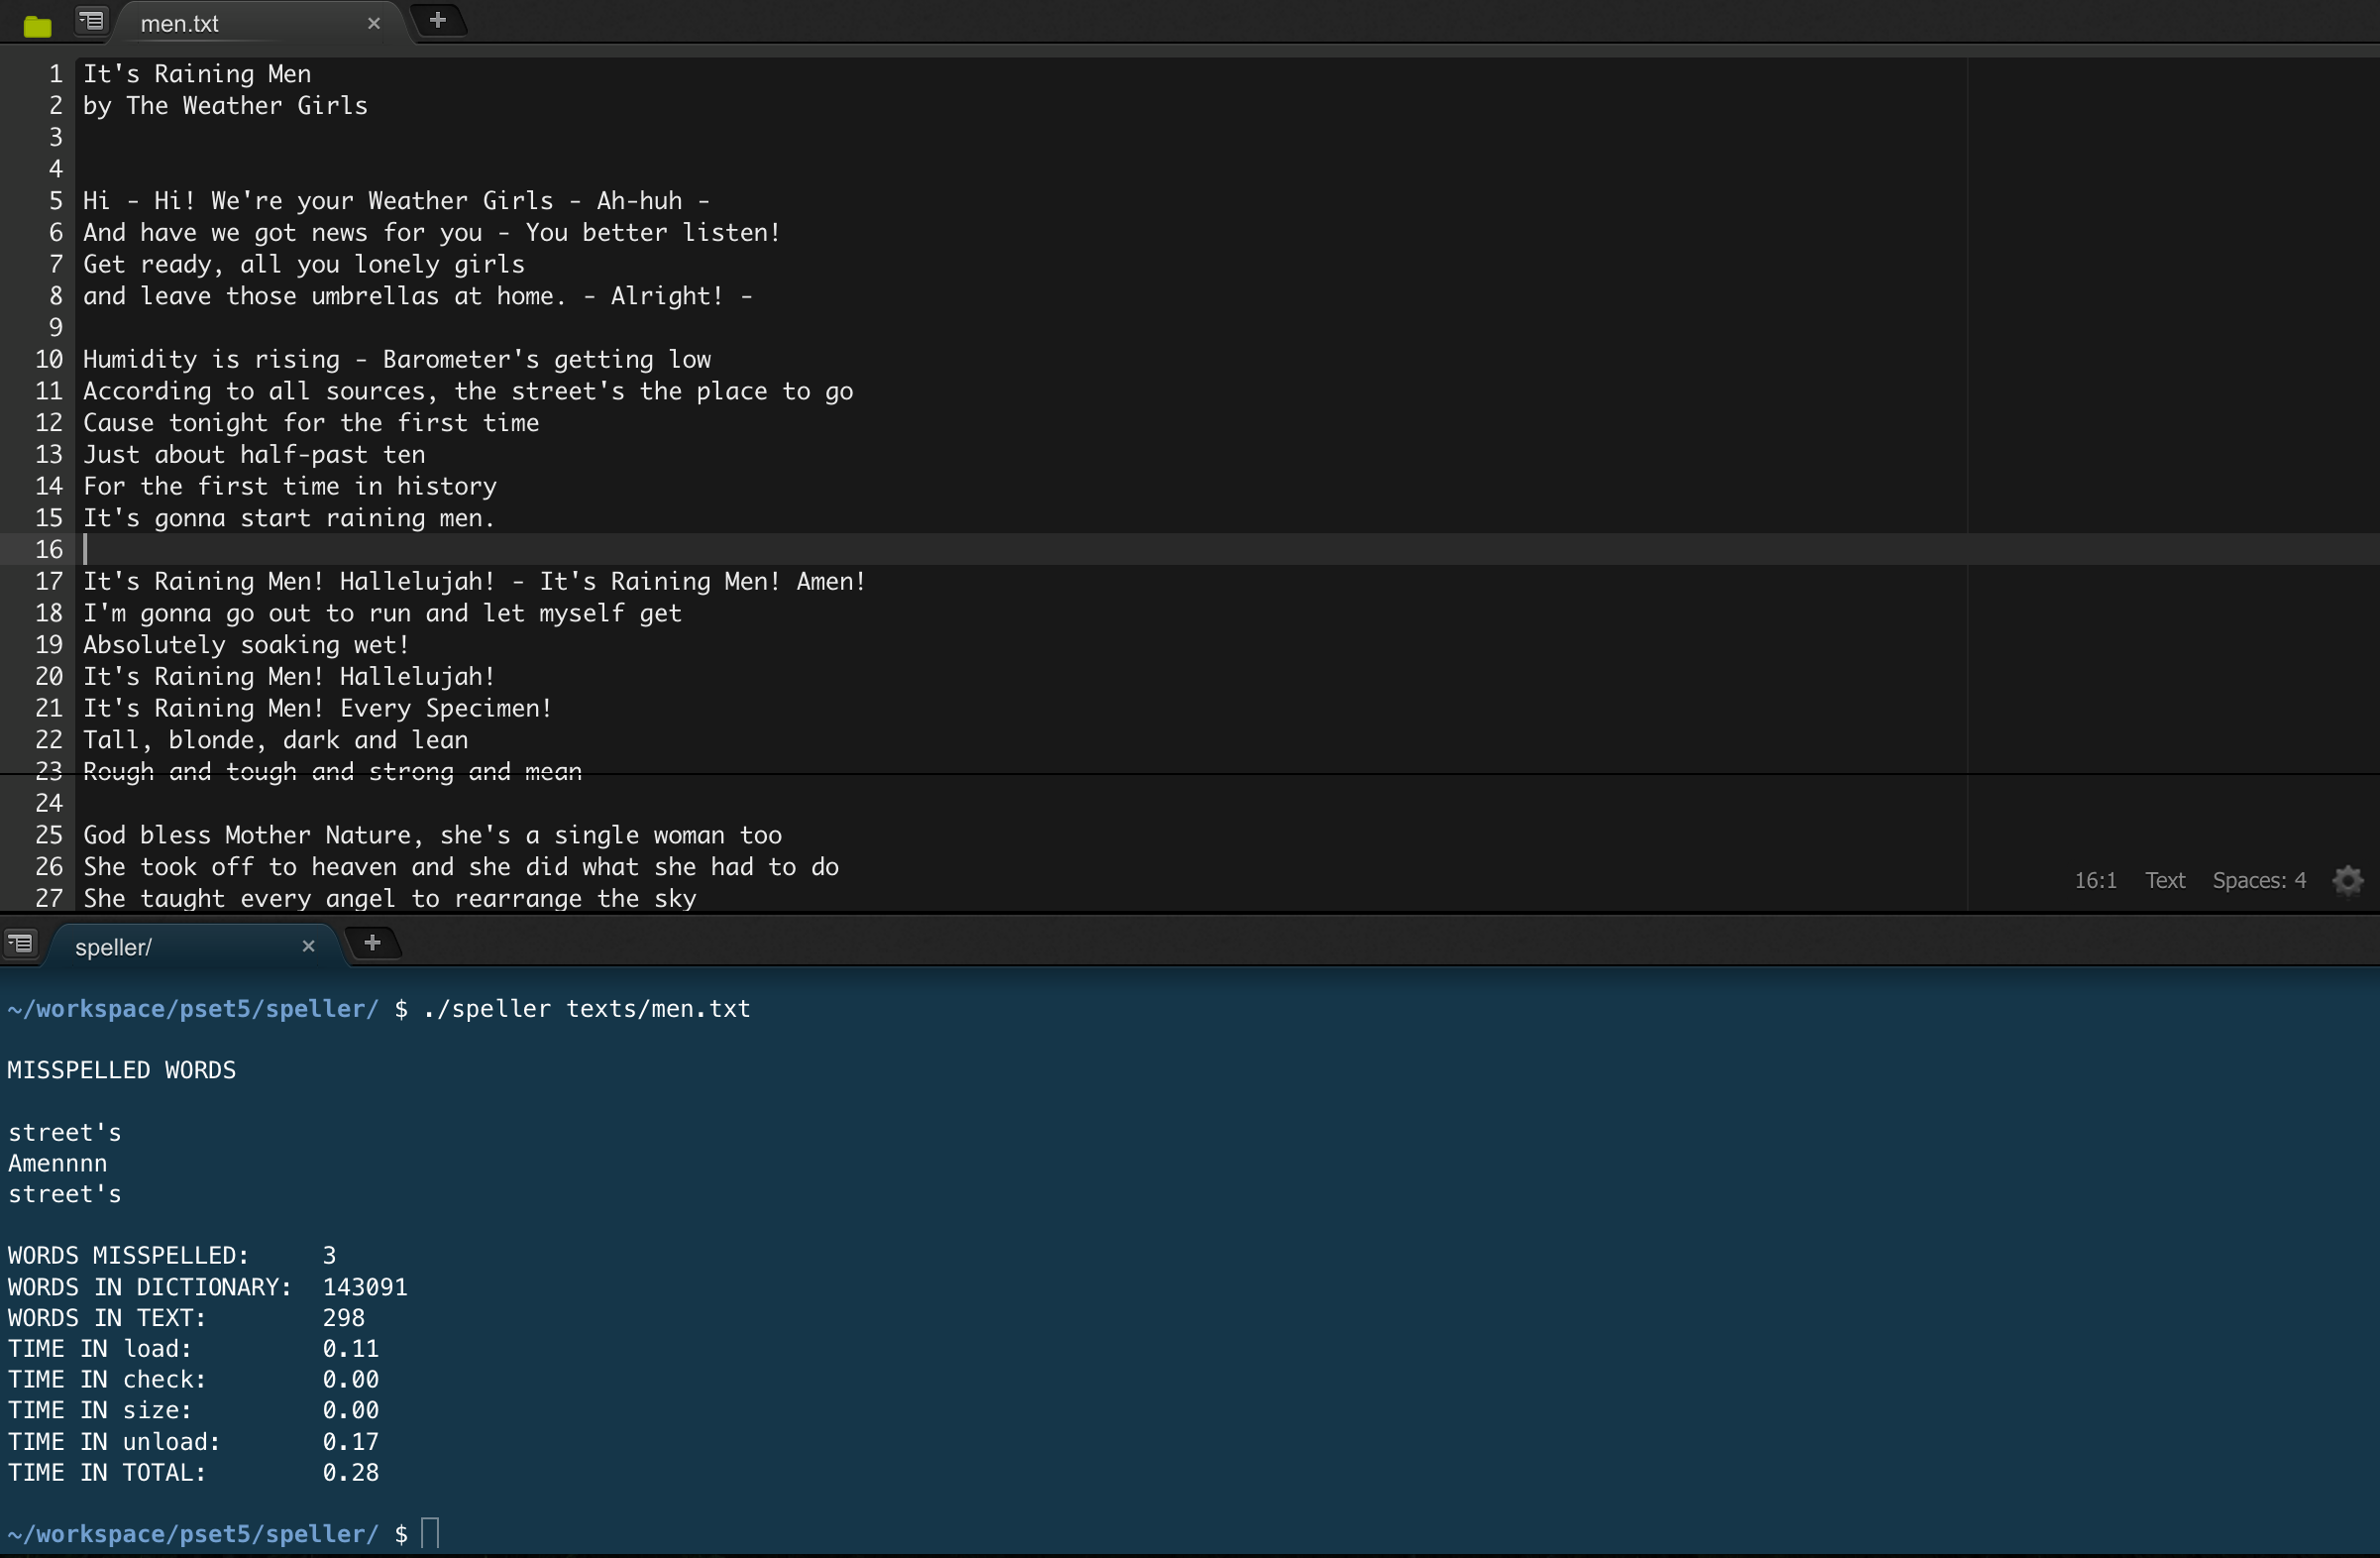 men.txt
1 It's Raining Men
2 by The Weather Girls
3
4
5 Hi - Hi! We're your Weather Girls - Ah-huh -
6 And have we got news for you - You better listen!
7 Get ready, all you lonely girls
8 and leave those umbrellas at home. - Alright! -
9
10 Humidity is rising - Barometer's getting low
11 According to all sources, the street's the place to go
12 Cause tonight for the first time
13 Just about half-past ten
14 For the first time in history
15 It's gonna start raining men.
16
17 It's Raining Men! Hallelujah! - It's Raining Men! Amen!
18 I'm gonna go out to run and let myself get
19 Absolutely soaking wet!
20 It's Raining Men! Hallelujah!
21 It's Raining Men! Every Specimen!
22 Tall, blonde, dark and lean
23 Rough and tough and strong and mean
24
25 God bless Mother Nature, she's a single woman too
26 She took off to heaven and she did what she had to do
27 She taught every angel to rearrange the sky
16:1 Text Spaces: 4
speller/
~/workspace/pset5/speller/ $ ./speller texts/men.txt
MISSPELLED WORDS
street's
Amennnn
street's
WORDS MISSPELLED: 3
WORDS IN DICTIONARY: 143091
WORDS IN TEXT: 298
TIME IN load: 0.11
TIME IN check: 0.00
TIME IN size: 0.00
TIME IN unload: 0.17
TIME IN TOTAL: 0.28
~/workspace/pset5/speller/ $